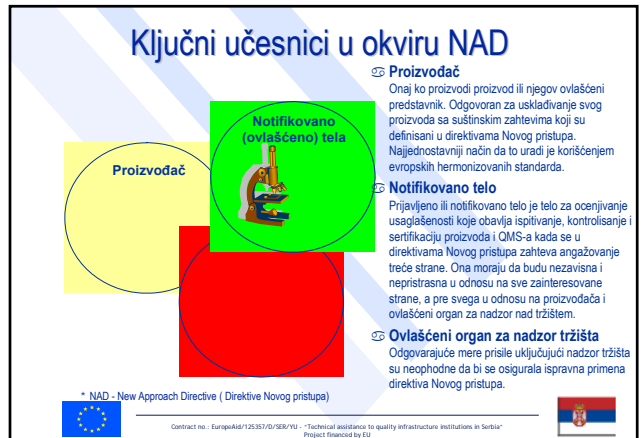 Ključni učesnici u okviru NAD
Proizvođač
Notifikovano
(ovlašćeno) tela
Proizvođač
Onaj ko proizvodi proizvod ili njegov ovlašćeni
predstavnik. Odgovoran za usklađivanje svog
proizvoda sa suštinskim zahtevima koji su
definisani u direktivama Novog pristupa.
Najjednostavniji način da to uradi je korišćenjem
evropskih hermonizovanih standarda.
Notifikovano telo
Prijavljeno ili notifikovano telo je telo za ocenjivanje
usaglašenosti koje obavlja ispitivanje, kontrolisanje i
sertifikaciju proizvoda i QMS-a kada se u
direktivama Novog pristupa zahteva angažovanje
treće strane. Ona moraju da budu nezavisna i
nepristrasna u odnosu na sve zainteresovane
strane, a pre svega u odnosu na proizvođača i
ovlašćeni organ za nadzor nad tržištem.
Ovlašćeni organ za nadzor tržišta
Odgovarajuće mere prisile uključujući nadzor tržišta
su neophodne da bi se osigurala ispravna primena
direktiva Novog pristupa.
* NAD - New Approach Directive ( Direktive Novog pristupa)
Contract no.: EuropeAid/125357/D/SER/YU - "Technical assistance to quality infrastructure institutions in Serbia"
Project financed by EU